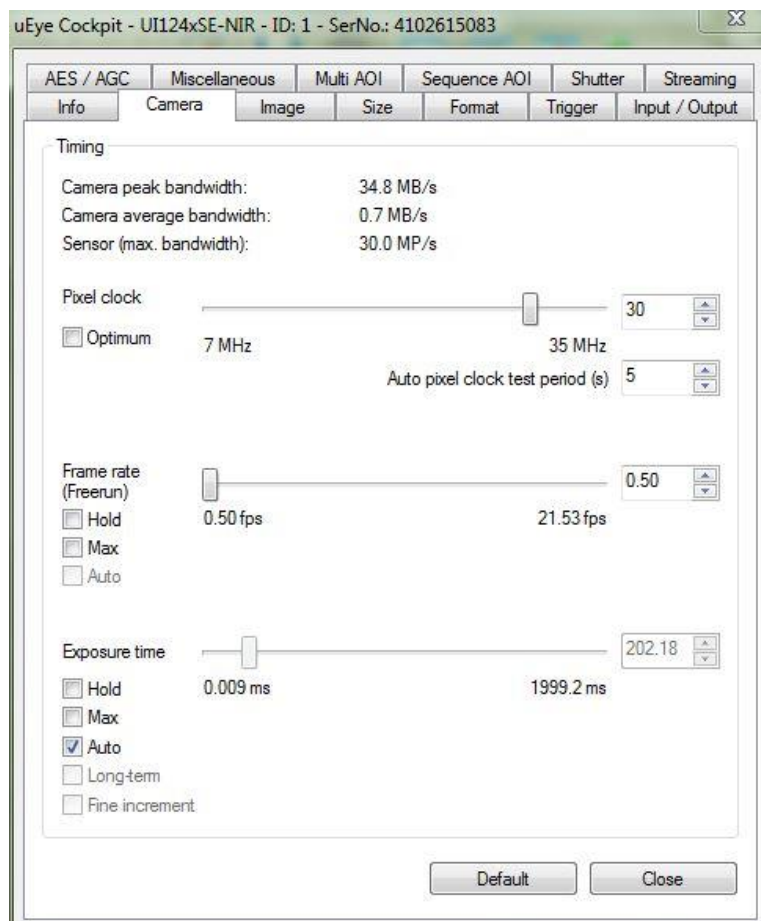 uEye Cockpit - UI124xSE-NIR - ID: 1 - SerNo.: 4102615083
AES / AGC Miscellaneous Multi AOI Sequence AOI Shutter Streaming
Info Camera Image Size Format Trigger Input / Output
Timing
Camera peak bandwidth: 34.8 MB/s
Camera average bandwidth: 0.7 MB/s
Sensor (max. bandwidth): 30.0 MP/s
Pixel clock 30
Optimum 7 MHz 35 MHz
Auto pixel clock test period (s) 5
Frame rate
(Freerun) 0.50
Hold 0.50 fps 21.53 fps
Max
Auto
Exposure time 202.18
Hold 0.009 ms 1999.2 ms
Max
Auto
Long-term
Fine increment
Default Close